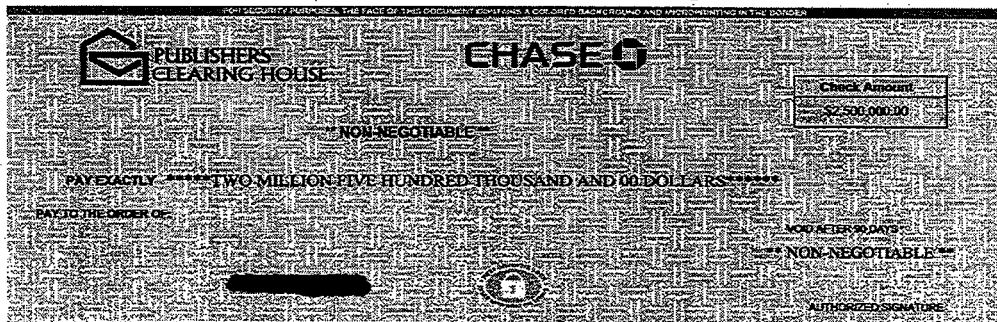 FOR SECURITY PURPOSES, THE FACE OF THIS DOCUMENT CONTAINS A COLORED BACKGROUND AND MICROPRINTING IN THE BORDER
PUBLISHERS
CLEARING HOUSE
CHASE
Check Amount
$2,500,000.00
** NON-NEGOTIABLE **
PAY EXACTLY *****TWO MILLION FIVE HUNDRED THOUSAND AND 00 DOLLARS******
PAY TO THE ORDER OF:
VOID AFTER 90 DAYS
** NON-NEGOTIABLE **
AUTHORIZED SIGNATURE